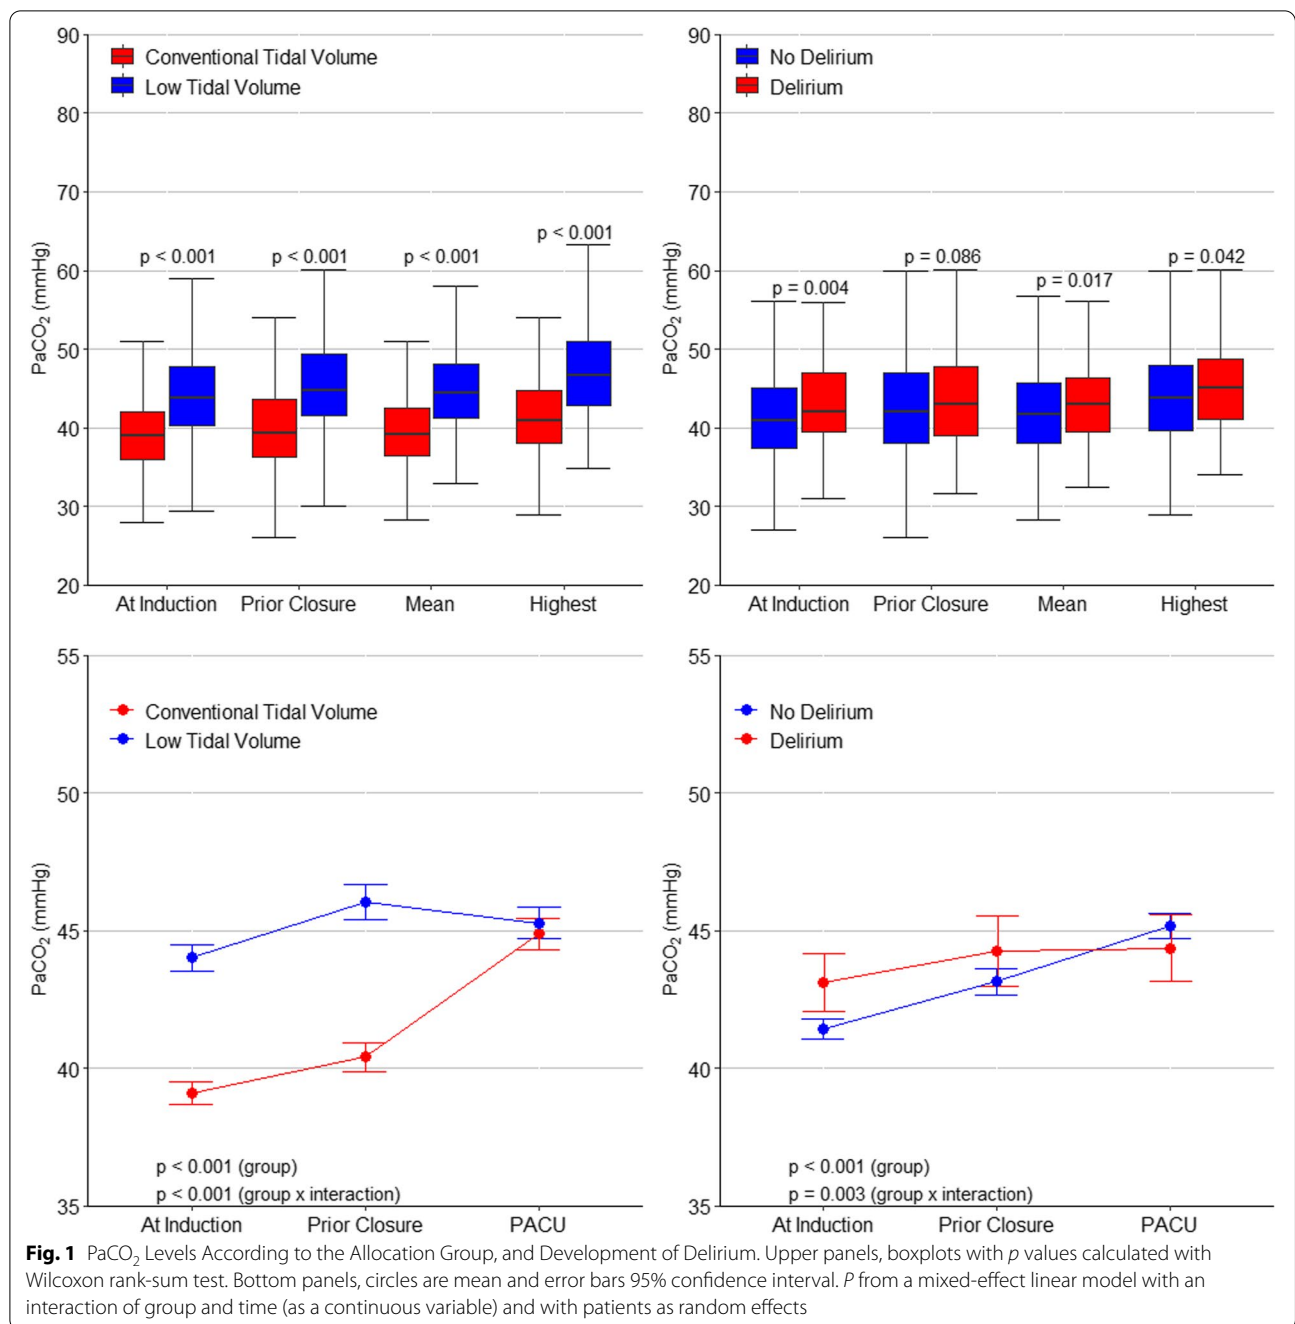 90
80
70
60
50
40
30
20
PaCO2 (mmHg)
Conventional Tidal Volume
Low Tidal Volume
p < 0.001
p < 0.001
p < 0.001
p < 0.001
At Induction
Prior Closure
Mean
Highest
90
80
70
60
50
40
30
20
PaCO2 (mmHg)
No Delirium
Delirium
p = 0.004
p = 0.086
p = 0.017
p = 0.042
At Induction
Prior Closure
Mean
Highest
55
50
45
40
35
PaCO2 (mmHg)
Conventional Tidal Volume
Low Tidal Volume
p < 0.001 (group)
p < 0.001 (group x interaction)
At Induction
Prior Closure
PACU
55
50
45
40
35
PaCO2 (mmHg)
No Delirium
Delirium
p < 0.001 (group)
p = 0.003 (group x interaction)
At Induction
Prior Closure
PACU
Fig. 1 PaCO2 Levels According to the Allocation Group, and Development of Delirium. Upper panels, boxplots with p values calculated with
Wilcoxon rank-sum test. Bottom panels, circles are mean and error bars 95% confidence interval. P from a mixed-effect linear model with an
interaction of group and time (as a continuous variable) and with patients as random effects